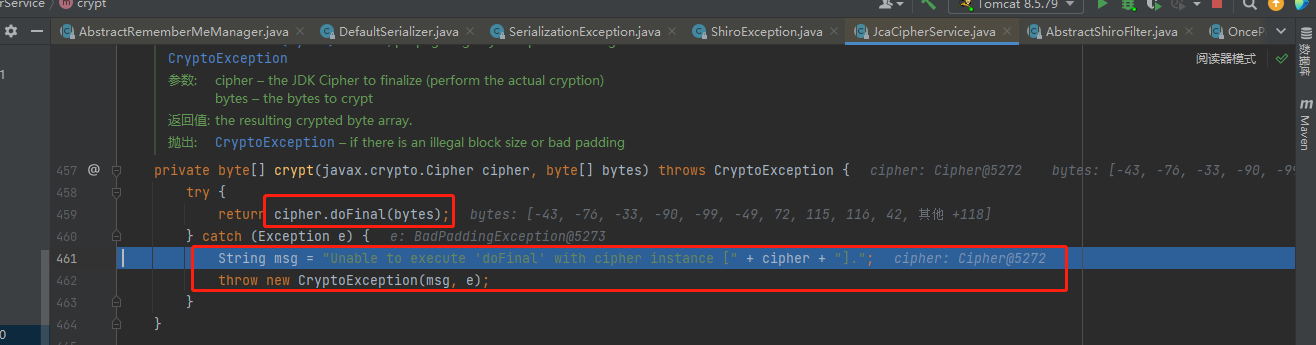 rService crypt Tomcat 8.5.79
AbstractRememberMeManager.java DefaultSerializer.java SerializationException.java ShiroException.java JcaCipherService.java AbstractShiroFilter.java OnceP
CryptoException 阅读器模式
参数: cipher – the JDK Cipher to finalize (perform the actual cryption)
bytes – the bytes to crypt
返回值: the resulting crypted byte array.
抛出: CryptoException – if there is an illegal block size or bad padding
457 @ private byte[] crypt(javax.crypto.Cipher cipher, byte[] bytes) throws CryptoException { cipher: Cipher@5272 bytes: [-43, -76, -33, -90, -99
458 try {
459 return cipher.doFinal(bytes); bytes: [-43, -76, -33, -90, -99, -49, 72, 115, 116, 42, 其他 +118]
460 } catch (Exception e) { e: BadPaddingException@5273
461 String msg = "Unable to execute 'doFinal' with cipher instance [" + cipher + "]."; cipher: Cipher@5272
462 throw new CryptoException(msg, e);
463 }
464 }
数据库
m Maven